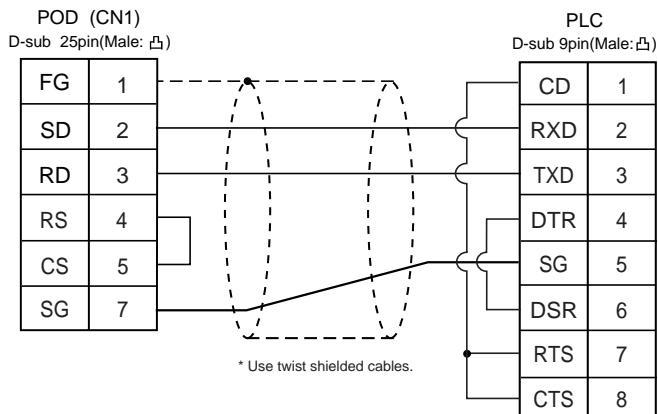 POD (CN1)
D-sub 25pin(Male: 凸)
FG 1
SD 2
RD 3
RS 4
CS 5
SG 7
* Use twist shielded cables.
PLC
D-sub 9pin(Male:凸)
CD 1
RXD 2
TXD 3
DTR 4
SG 5
DSR 6
RTS 7
CTS 8